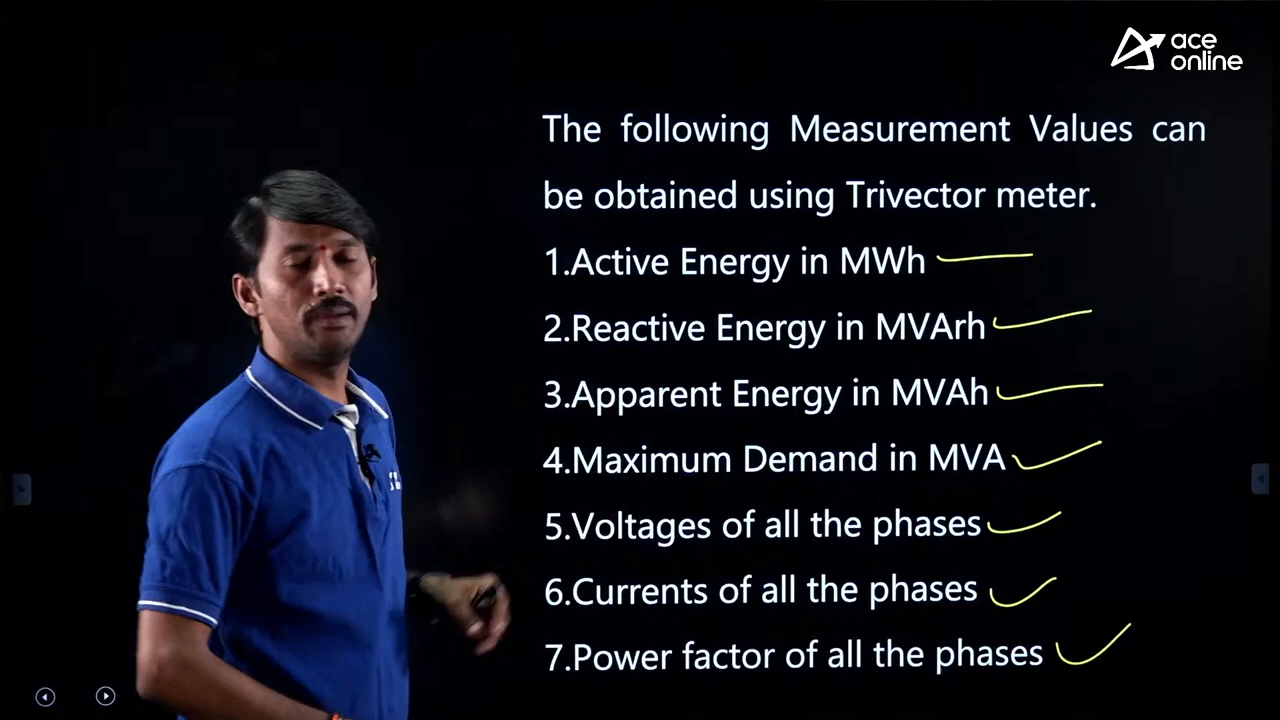 ace
online
The following Measurement Values can
be obtained using Trivector meter.
1.Active Energy in MWh
2.Reactive Energy in MVArh
3.Apparent Energy in MVAh
4.Maximum Demand in MVA
5.Voltages of all the phases
6.Currents of all the phases
7.Power factor of all the phases